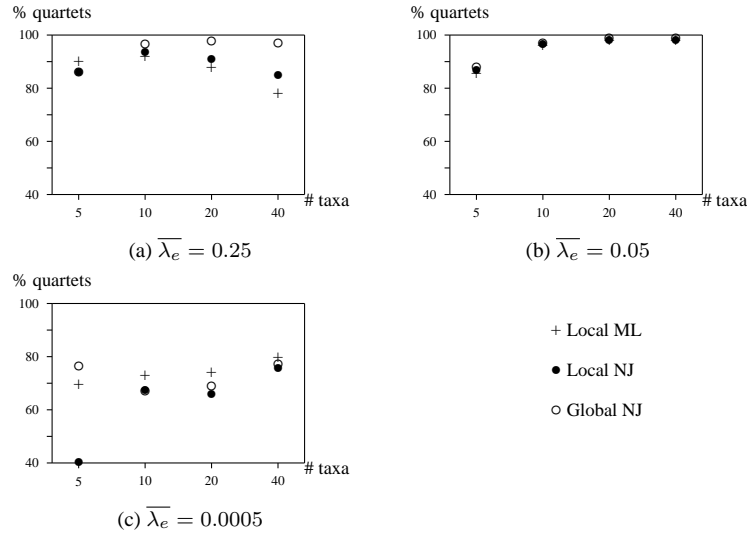 % quartets
100
80
60
40
5 10 20 40
# taxa
(a) $\overline{\lambda_e} = 0.25$
% quartets
100
80
60
40
5 10 20 40
# taxa
(b) $\overline{\lambda_e} = 0.05$
% quartets
100
80
60
40
5 10 20 40
# taxa
(c) $\overline{\lambda_e} = 0.0005$
+ Local ML
● Local NJ
○ Global NJ